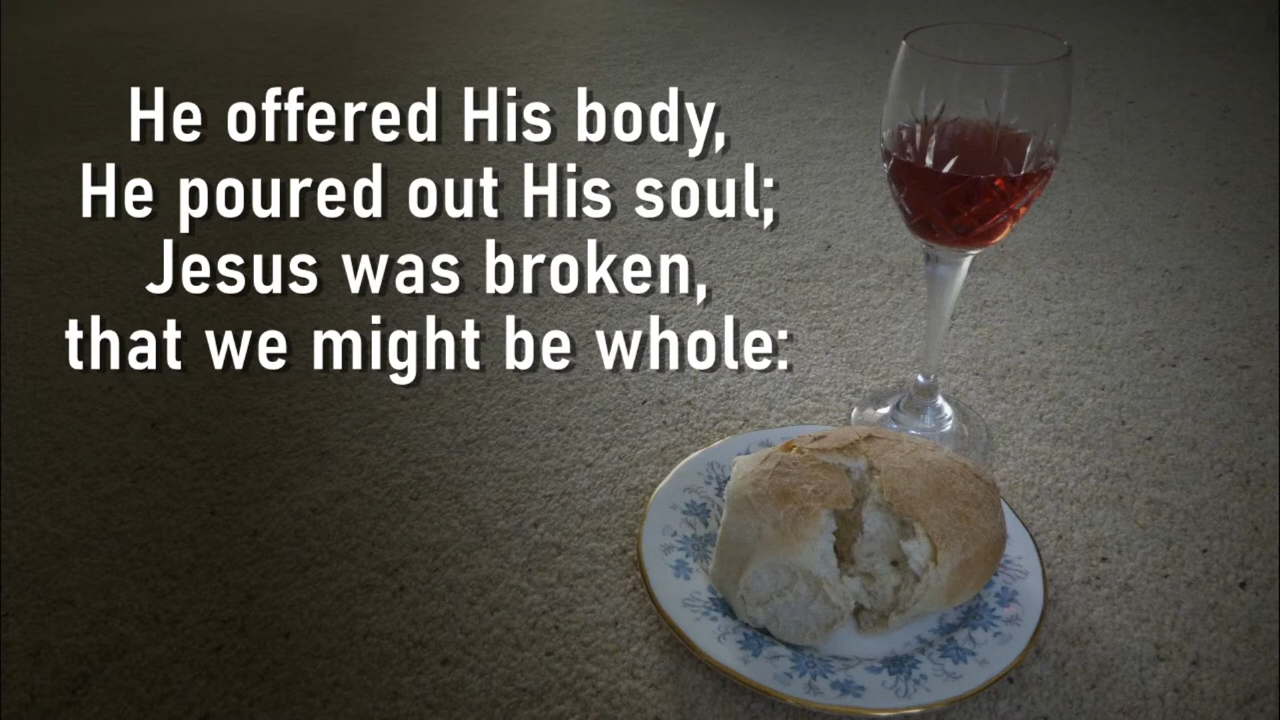 He offered His body,
He poured out His soul;
Jesus was broken,
that we might be whole: